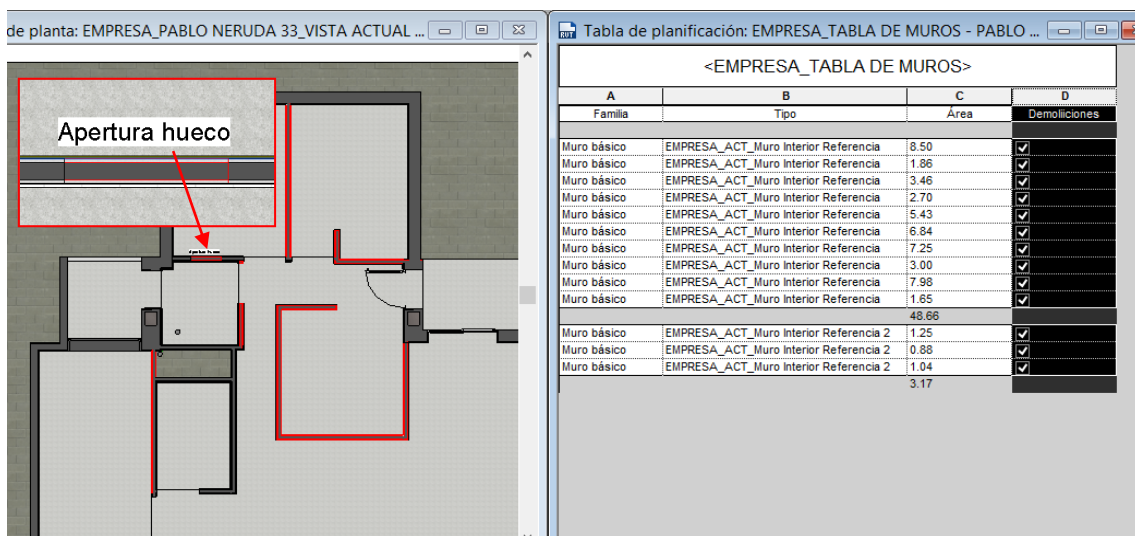 de planta: EMPRESA_PABLO NERUDA 33_VISTA ACTUAL ...
Apertura hueco
Tabla de planificación: EMPRESA_TABLA DE MUROS - PABLO ...
<EMPRESA_TABLA DE MUROS>
A B C D
Familia Tipo Área Demoliiciones
Muro básico EMPRESA_ACT_Muro Interior Referencia 8.50
Muro básico EMPRESA_ACT_Muro Interior Referencia 1.86
Muro básico EMPRESA_ACT_Muro Interior Referencia 3.46
Muro básico EMPRESA_ACT_Muro Interior Referencia 2.70
Muro básico EMPRESA_ACT_Muro Interior Referencia 5.43
Muro básico EMPRESA_ACT_Muro Interior Referencia 6.84
Muro básico EMPRESA_ACT_Muro Interior Referencia 7.25
Muro básico EMPRESA_ACT_Muro Interior Referencia 3.00
Muro básico EMPRESA_ACT_Muro Interior Referencia 7.98
Muro básico EMPRESA_ACT_Muro Interior Referencia 1.65
48.66
Muro básico EMPRESA_ACT_Muro Interior Referencia 2 1.25
Muro básico EMPRESA_ACT_Muro Interior Referencia 2 0.88
Muro básico EMPRESA_ACT_Muro Interior Referencia 2 1.04
3.17